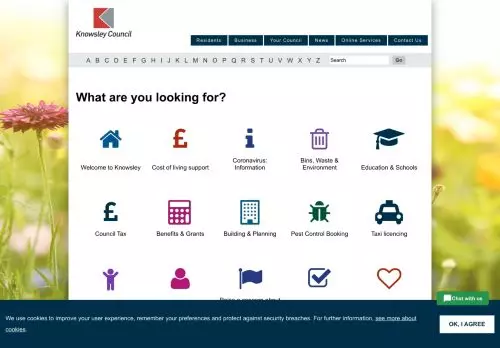 Knowsley Council
Residents Business Your Council News Online Services Contact Us
A B C D E F G H I J K L M N O P Q R S T U V W X Y Z Search Go
What are you looking for?
Welcome to Knowsley
Cost of living support
Coronavirus:
Information
Bins, Waste &
Environment
Education & Schools
Council Tax
Benefits & Grants
Building & Planning
Pest Control Booking
Taxi licencing
Chat with us
We use cookies to improve your user experience, remember your preferences and protect against security breaches. For further information, see more about
cookies.
OK, I AGREE